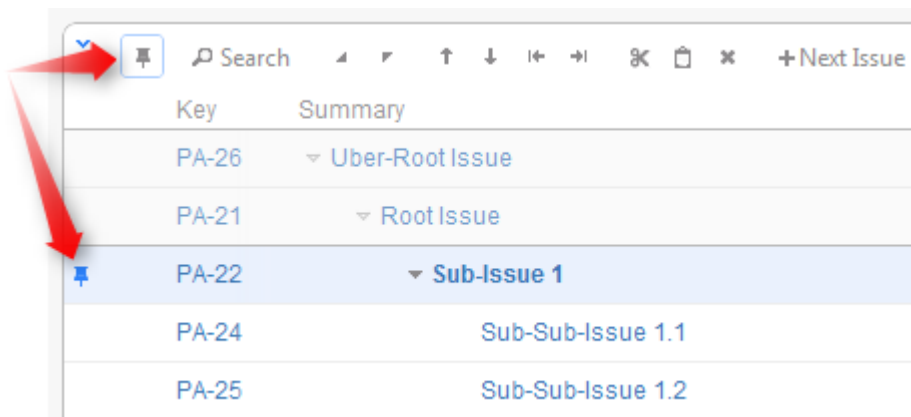 Search + Next Issue
Key Summary
PA-26 Uber-Root Issue
PA-21 Root Issue
PA-22 Sub-Issue 1
PA-24 Sub-Sub-Issue 1.1
PA-25 Sub-Sub-Issue 1.2